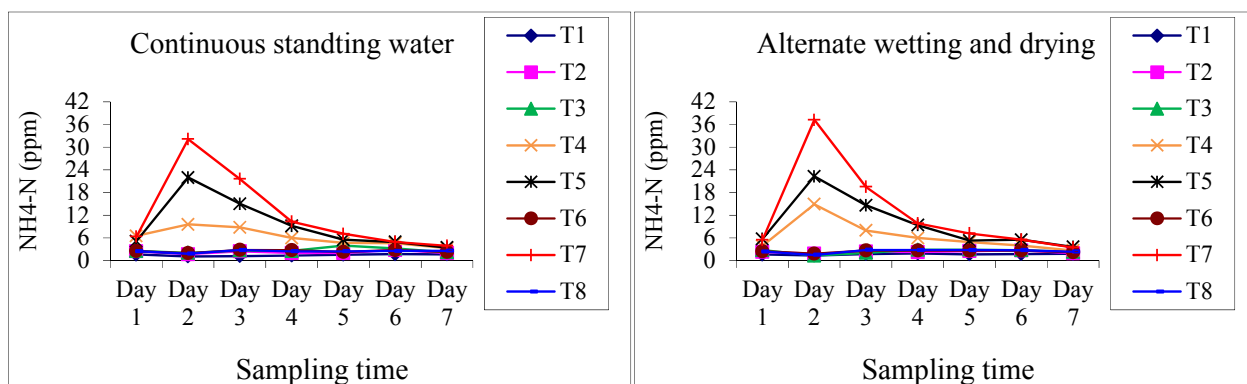 Continuous standting water
NH4-N (ppm)
42
36
30
24
18
12
6
0
Day 1
Day 2
Day 3
Day 4
Day 5
Day 6
Day 7
Sampling time
T1
T2
T3
T4
T5
T6
T7
T8
Alternate wetting and drying
NH4-N (ppm)
42
36
30
24
18
12
6
0
Day 1
Day 2
Day 3
Day 4
Day 5
Day 6
Day 7
Sampling time
T1
T2
T3
T4
T5
T6
T7
T8